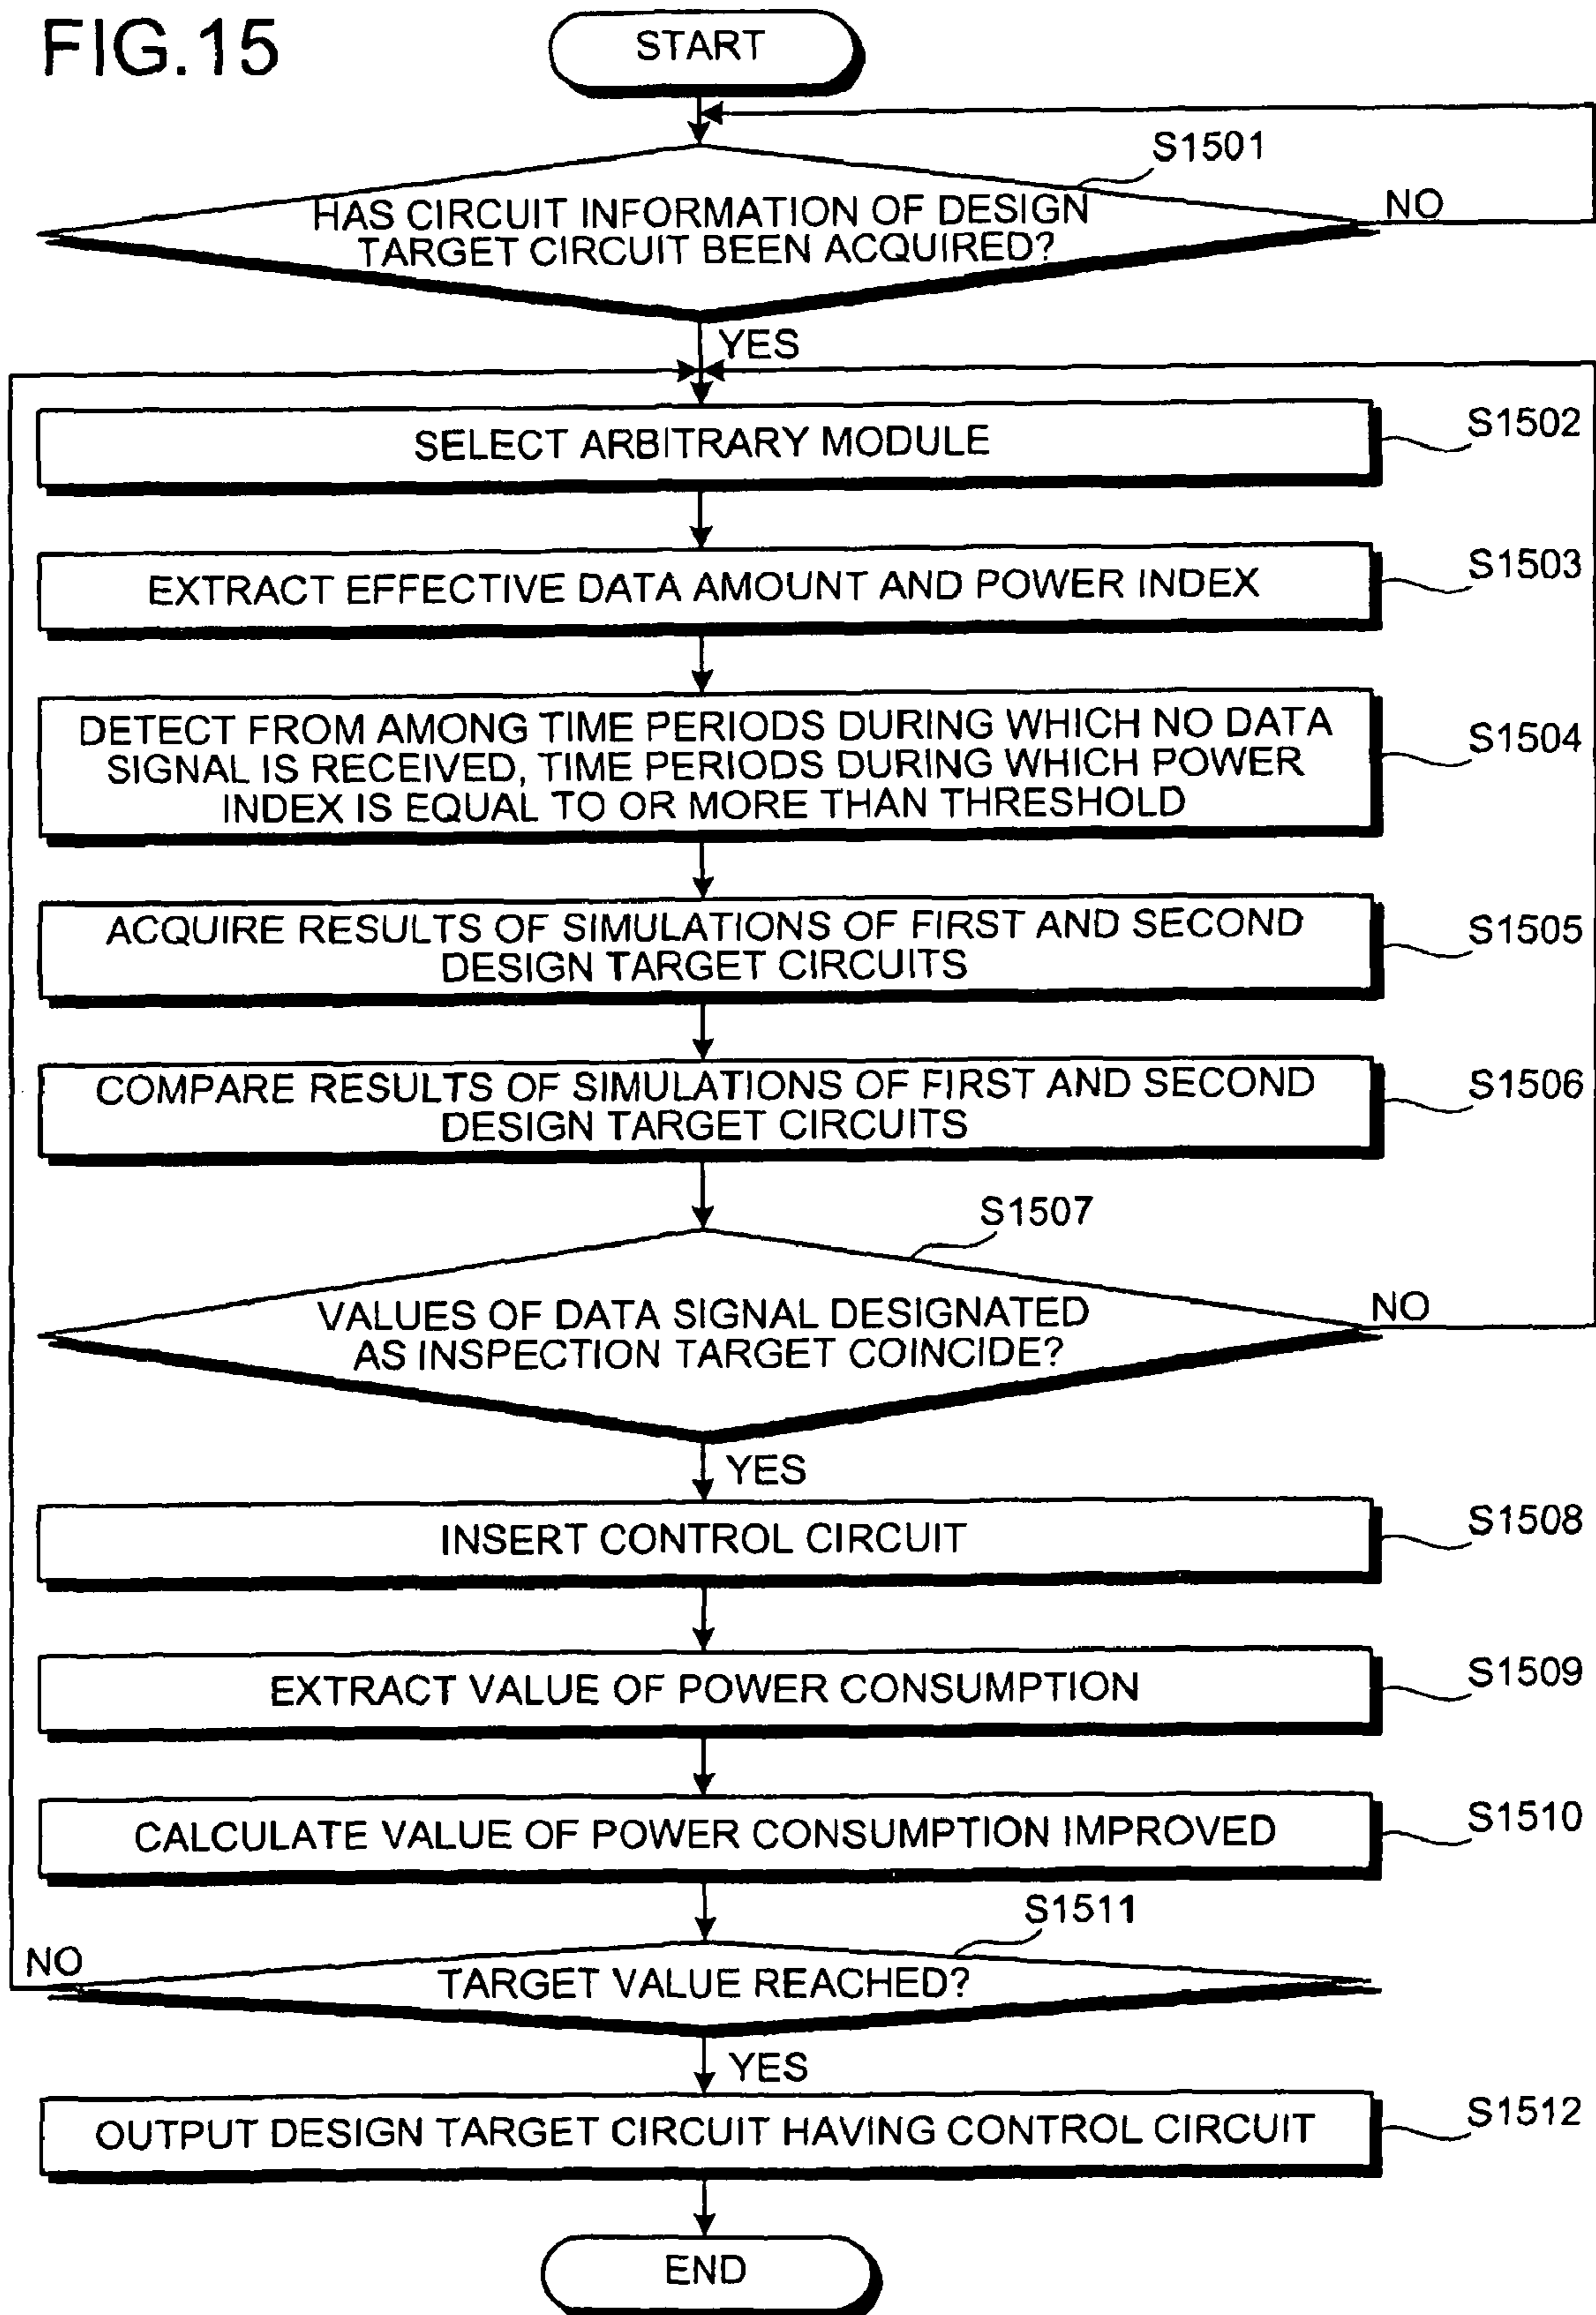 FIG.15
START
S1501
HAS CIRCUIT INFORMATION OF DESIGN
TARGET CIRCUIT BEEN ACQUIRED?
NO
YES
SELECT ARBITRARY MODULE
S1502
EXTRACT EFFECTIVE DATA AMOUNT AND POWER INDEX
S1503
DETECT FROM AMONG TIME PERIODS DURING WHICH NO DATA
SIGNAL IS RECEIVED, TIME PERIODS DURING WHICH POWER
INDEX IS EQUAL TO OR MORE THAN THRESHOLD
S1504
ACQUIRE RESULTS OF SIMULATIONS OF FIRST AND SECOND
DESIGN TARGET CIRCUITS
S1505
COMPARE RESULTS OF SIMULATIONS OF FIRST AND SECOND
DESIGN TARGET CIRCUITS
S1506
S1507
VALUES OF DATA SIGNAL DESIGNATED
AS INSPECTION TARGET COINCIDE?
NO
YES
INSERT CONTROL CIRCUIT
S1508
EXTRACT VALUE OF POWER CONSUMPTION
S1509
CALCULATE VALUE OF POWER CONSUMPTION IMPROVED
S1510
S1511
NO
TARGET VALUE REACHED?
YES
OUTPUT DESIGN TARGET CIRCUIT HAVING CONTROL CIRCUIT
S1512
END